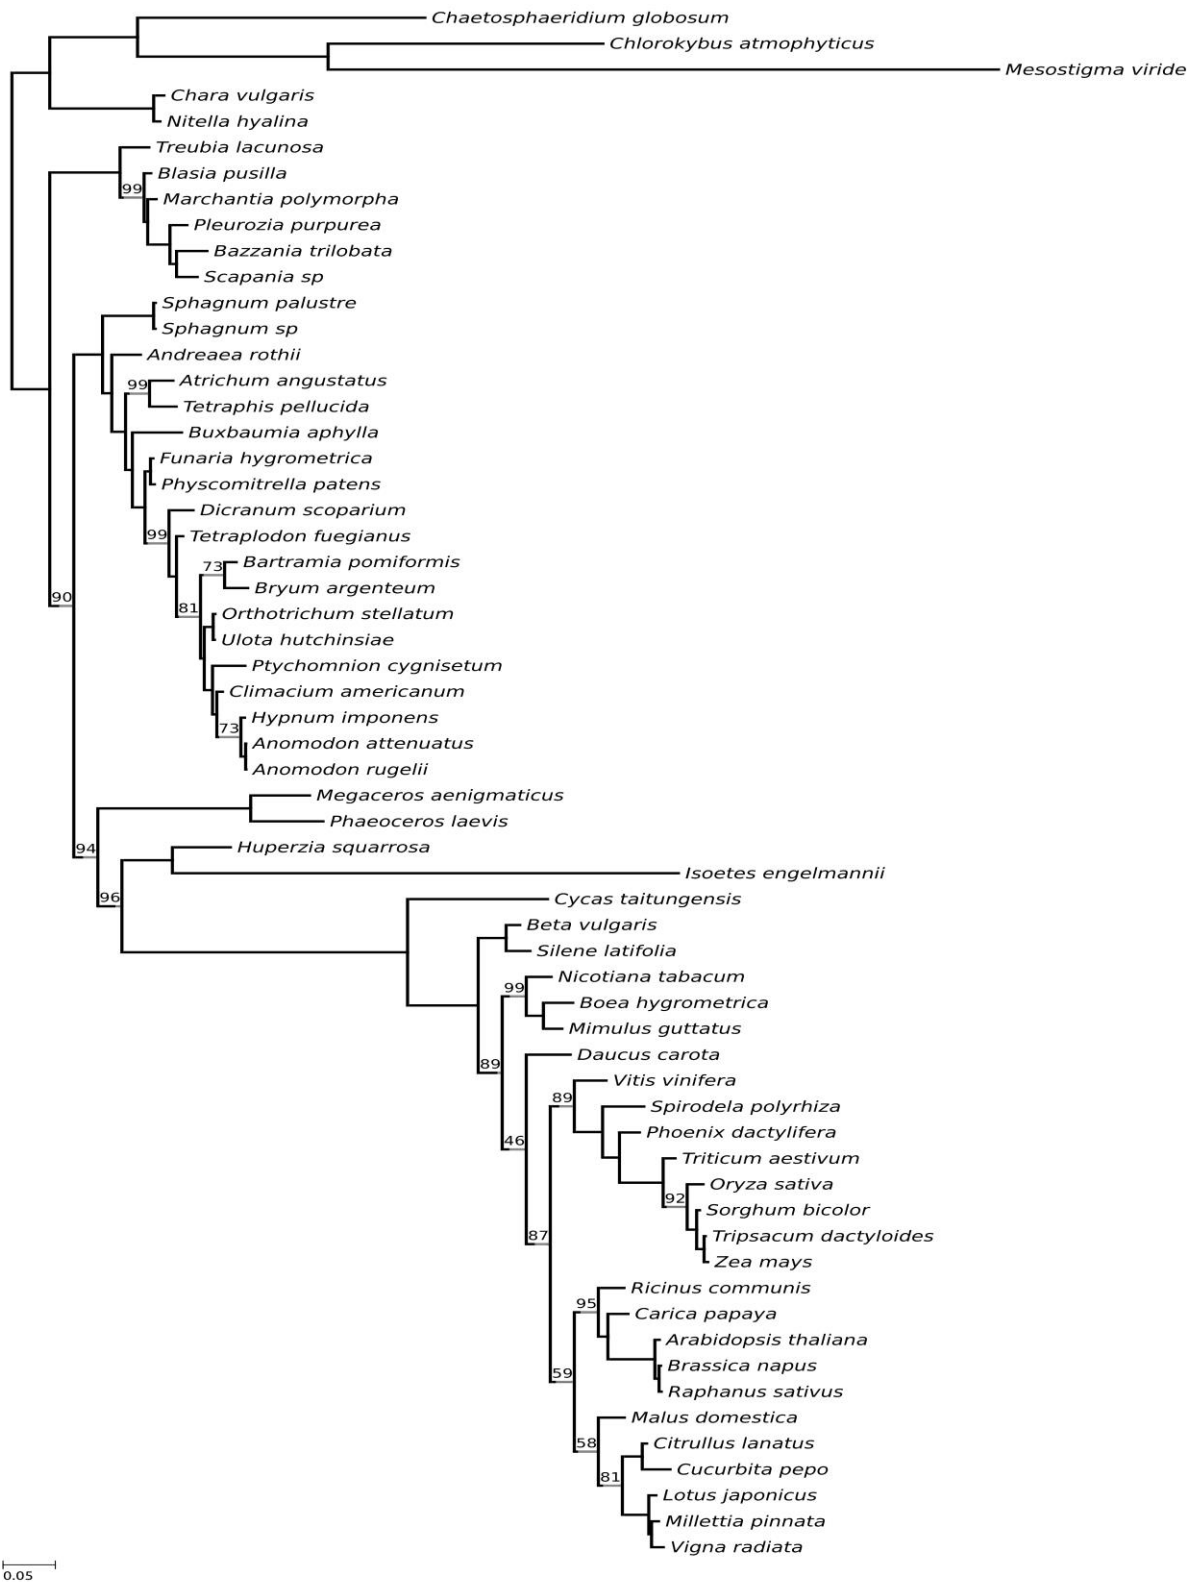 Chaetosphaeridium globosum
Chlorokybus atmophyticus
Mesostigma viride
Chara vulgaris
Nitella hyalina
Treubia lacunosa
Blasia pusilla
99
Marchantia polymorpha
Pleurozia purpurea
Bazzania trilobata
Scapania sp
Sphagnum palustre
Sphagnum sp
Andreaea rothii
99 Atrichum angustatus
Tetraphis pellucida
Buxbaumia aphylla
Funaria hygrometrica
Physcomitrella patens
Dicranum scoparium
99 Tetraplodon fuegianus
73 Bartramia pomiformis
Bryum argenteum
90
81 Orthotrichum stellatum
Ulota hutchinsiae
Ptychomnion cygnisetum
Climacium americanum
Hypnum imponens
73
Anomodon attenuatus
Anomodon rugelii
Megaceros aenigmaticus
Phaeoceros laevis
94 Huperzia squarrosa
Isoetes engelmannii
96 Cycas taitungensis
Beta vulgaris
Silene latifolia
Nicotiana tabacum
99
Boea hygrometrica
Mimulus guttatus
Daucus carota
89
Vitis vinifera
89
Spirodela polyrhiza
Phoenix dactylifera
46
Triticum aestivum
Oryza sativa
92
Sorghum bicolor
87 Tripsacum dactyloides
Zea mays
Ricinus communis
95
Carica papaya
Arabidopsis thaliana
Brassica napus
59
Raphanus sativus
Malus domestica
58 Citrullus lanatus
Cucurbita pepo
81
Lotus japonicus
Millettia pinnata
Vigna radiata
0.05